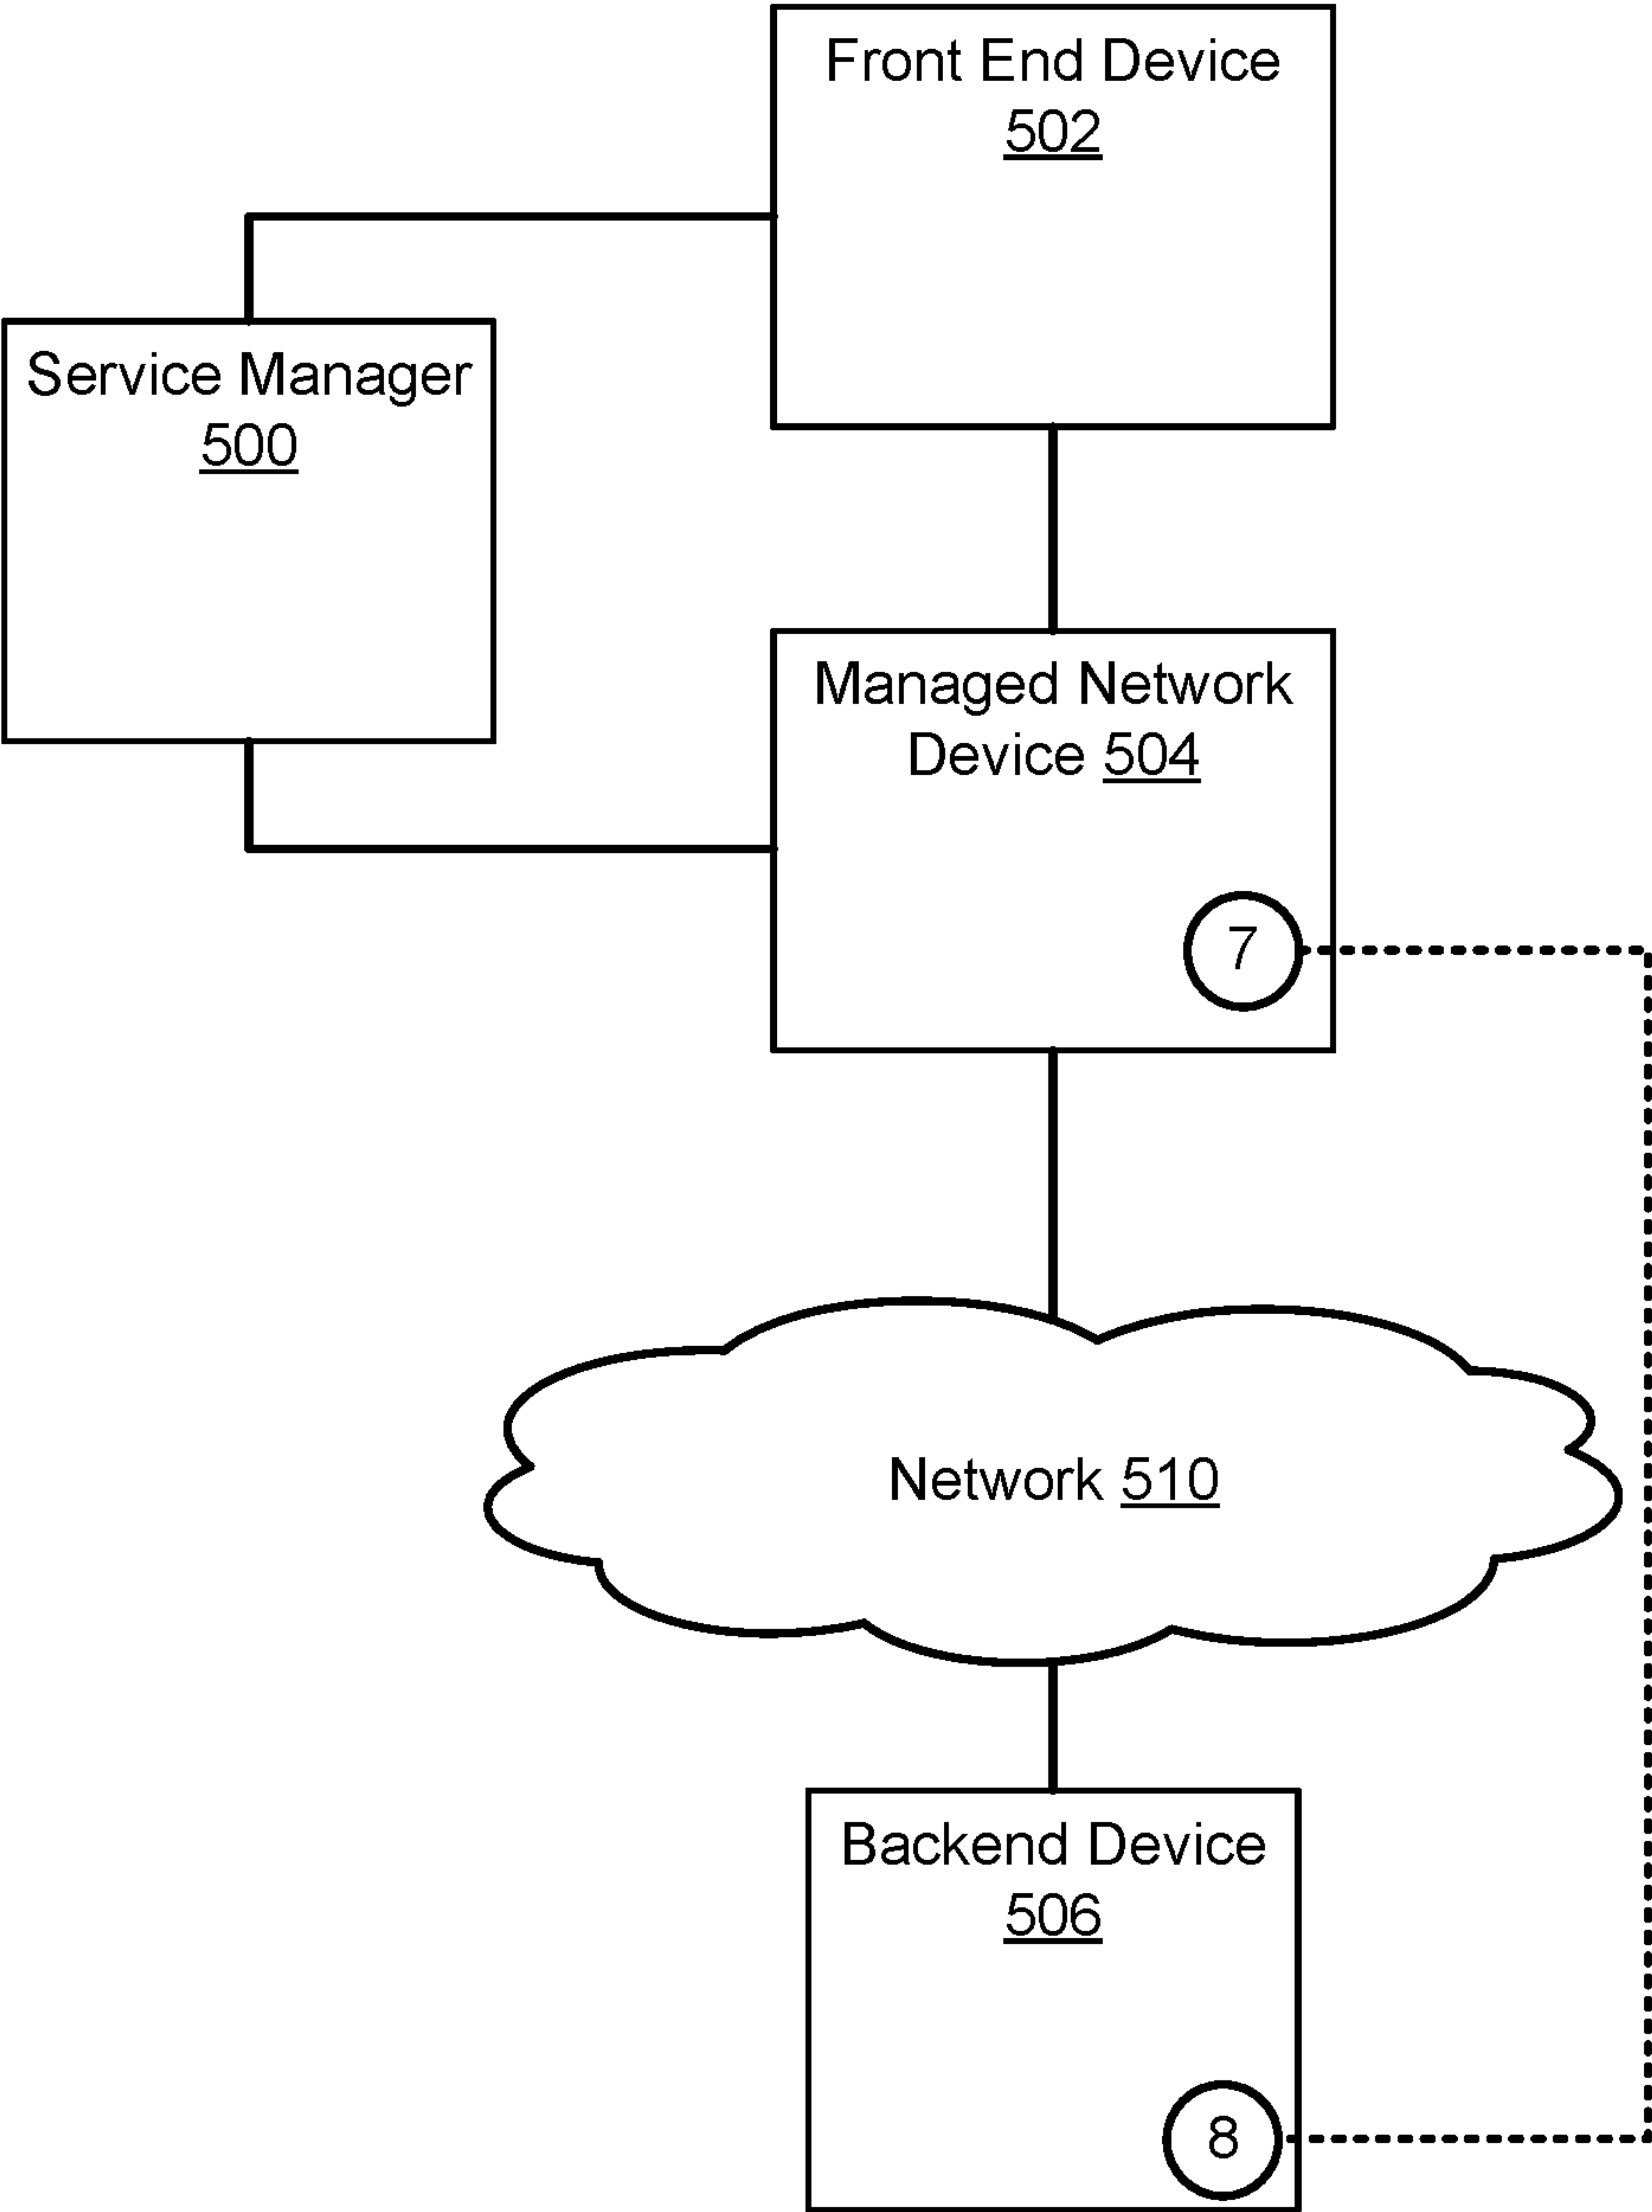 Front End Device
502
Service Manager
500
Managed Network
Device 504
7
Network 510
Backend Device
506
8